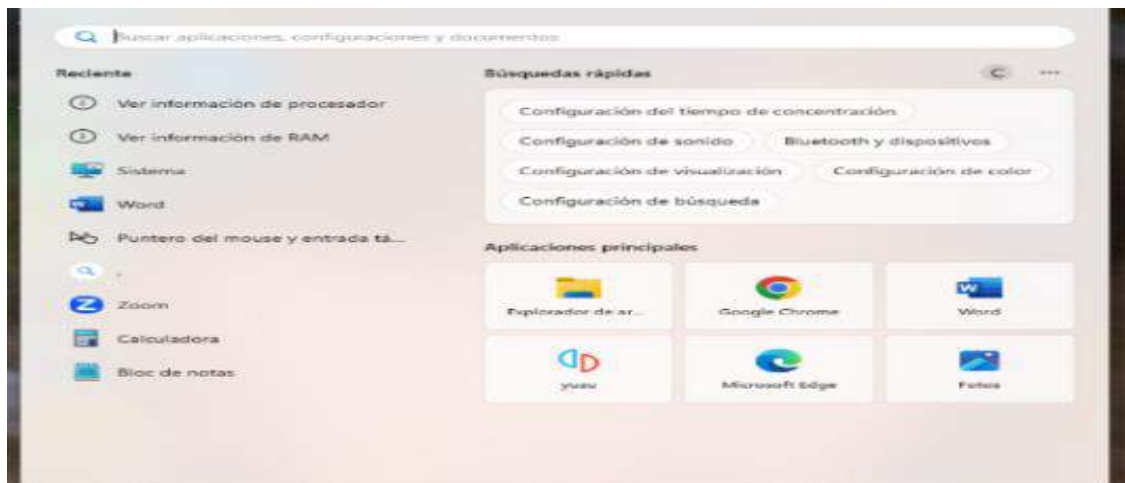 Buscar aplicaciones, configuraciones y documentos
Reciente
Ver información de procesador
Ver información de RAM
Sistema
Word
Puntero del mouse y entrada tá...
.
Zoom
Calculadora
Bloc de notas
Búsquedas rápidas
C ...
Configuración del tiempo de concentración
Configuración de sonido
Bluetooth y dispositivos
Configuración de visualización
Configuración de color
Configuración de búsqueda
Aplicaciones principales
Explorador de ar...
Google Chrome
Word
yuzu
Microsoft Edge
Fotos